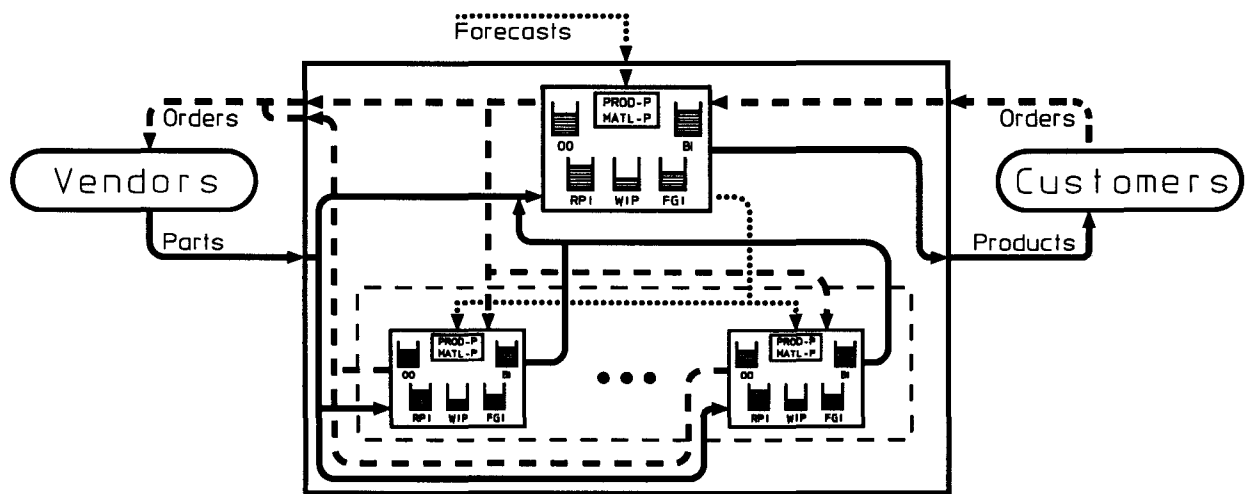 Forecasts
PROD-P
MATL-P
Orders
Orders
OO
BI
Vendors
Customers
RPI WIP FGI
Parts
Products
PROD-P
MATL-P
PROD-P
MATL-P
OO
BI
OO
BI
RPI WIP FGI
RPI WIP FGI